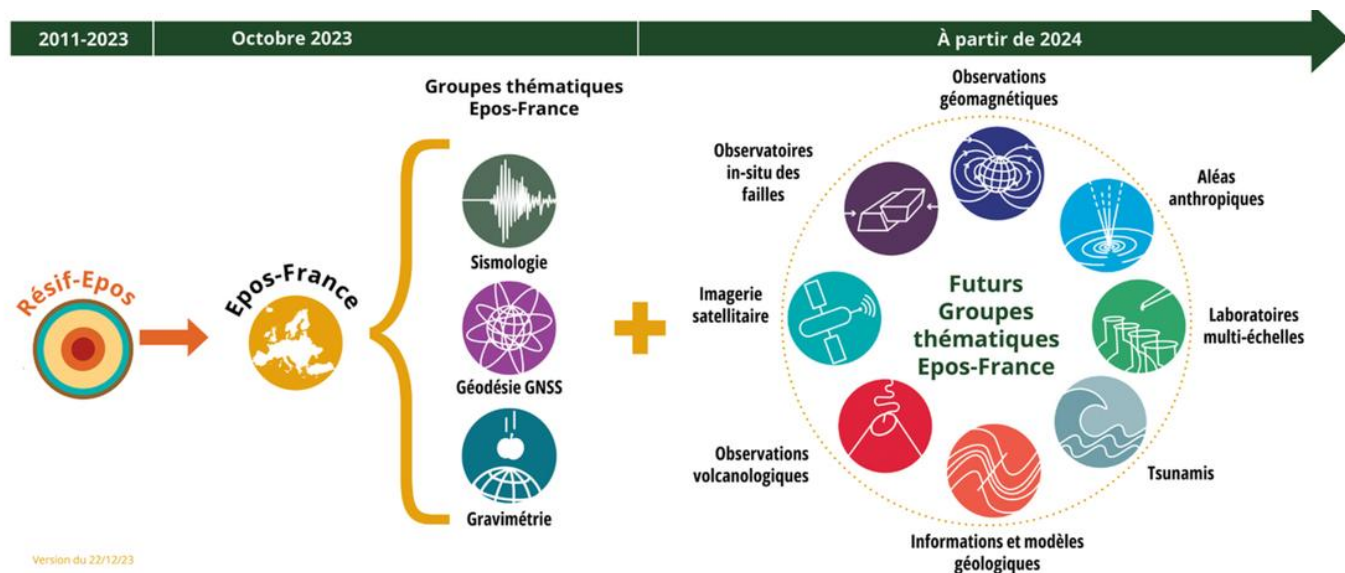 2011-2023
Octobre 2023
À partir de 2024
Résif-Epos
Epos-France
Groupes thématiques
Epos-France
Sismologie
Géodésie GNSS
Gravimétrie
Observations
géomagnétiques
Observatoires
in-situ des
failles
Aléas
anthropiques
Imagerie
satellitaire
Futurs
Groupes
thématiques
Epos-France
Laboratoires
multi-échelles
Observations
volcanologiques
Tsunamis
Informations et modèles
géologiques
Version du 22/12/23